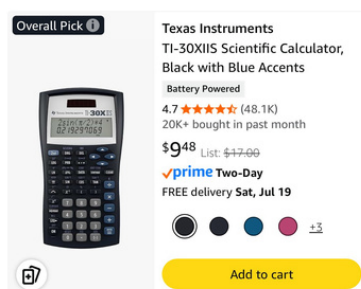 Overall Pick
Texas Instruments
TI-30XIIS Scientific Calculator,
Black with Blue Accents
Battery Powered
4.7 (48.1K)
20K+ bought in past month
$9.48 List: $17.00
prime Two-Day
FREE delivery Sat, Jul 19
+3
Add to cart